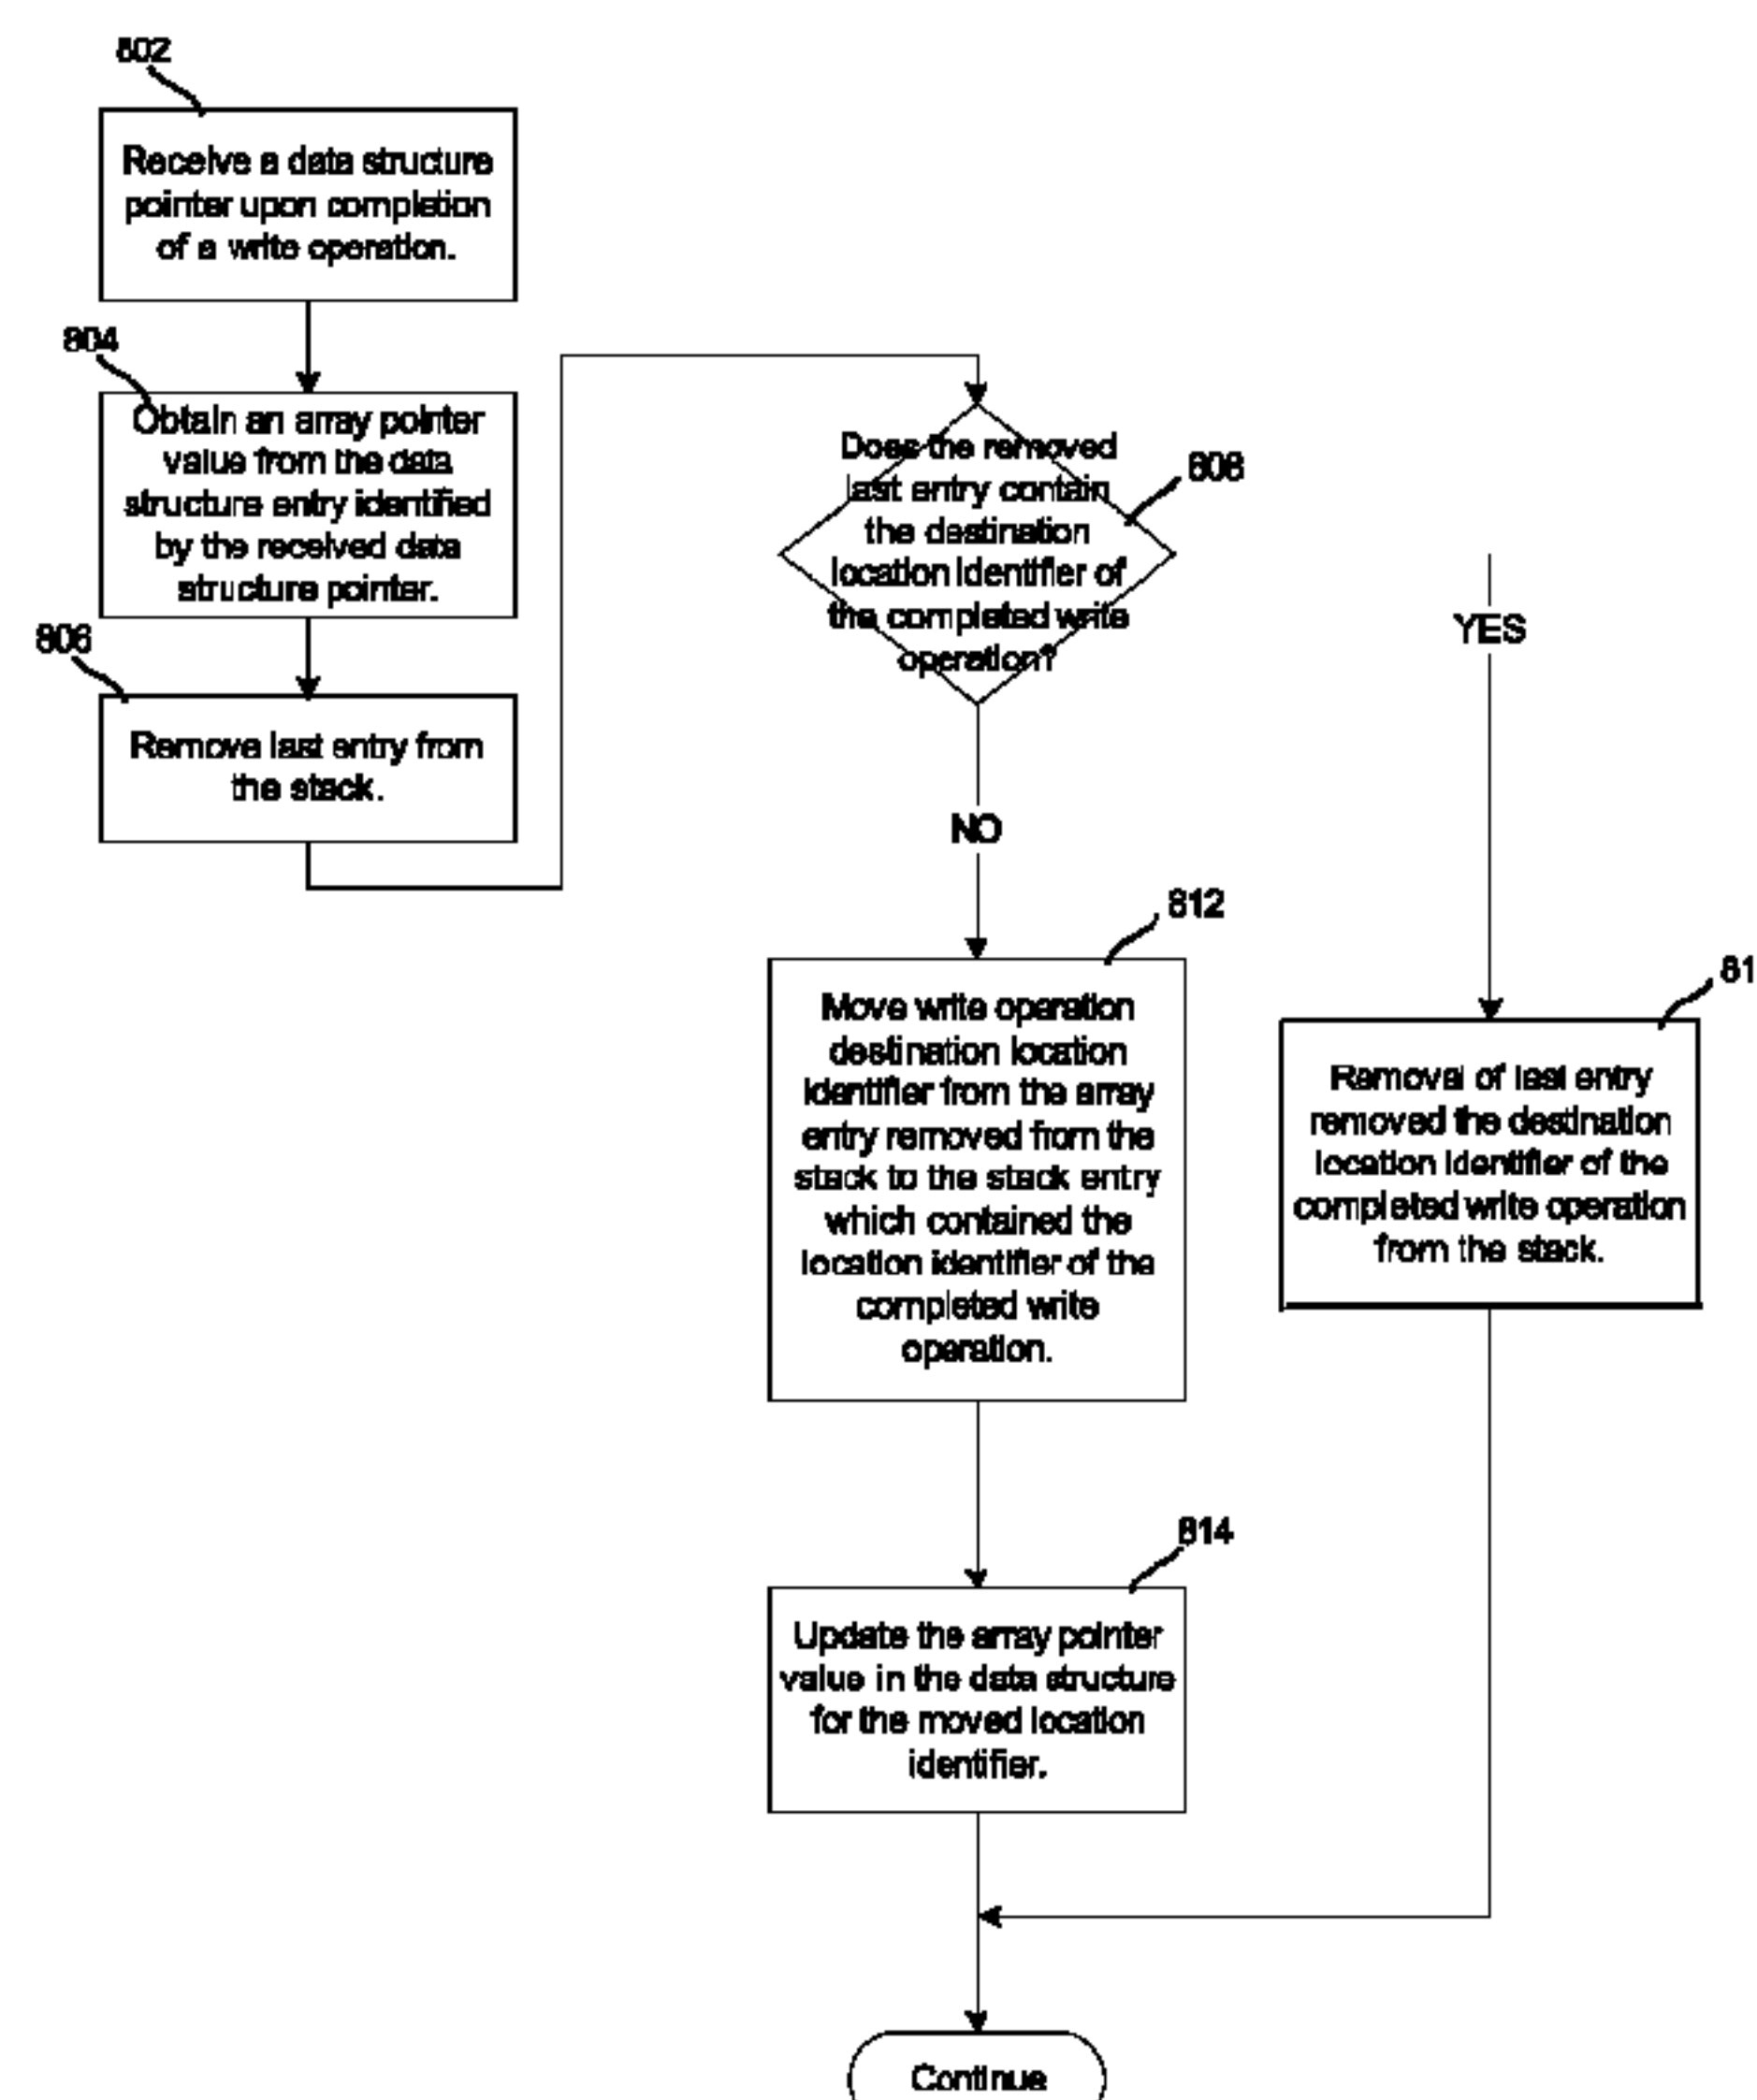 802
Receive a data structure
pointer upon completion
of a write operation.
804
Obtain an array pointer
value from the data
structure entry identified
by the received data
structure pointer.
806
Remove last entry from
the stack.
Does the removed
last entry contain
the destination
location identifier of
the completed write
operation?
808
YES
NO
812
Move write operation
destination location
identifier from the array
entry removed from the
stack to the stack entry
which contained the
location identifier of the
completed write
operation.
81
Removal of last entry
removed the destination
location identifier of the
completed write operation
from the stack.
814
Update the array pointer
value in the data structure
for the moved location
identifier.
Continue